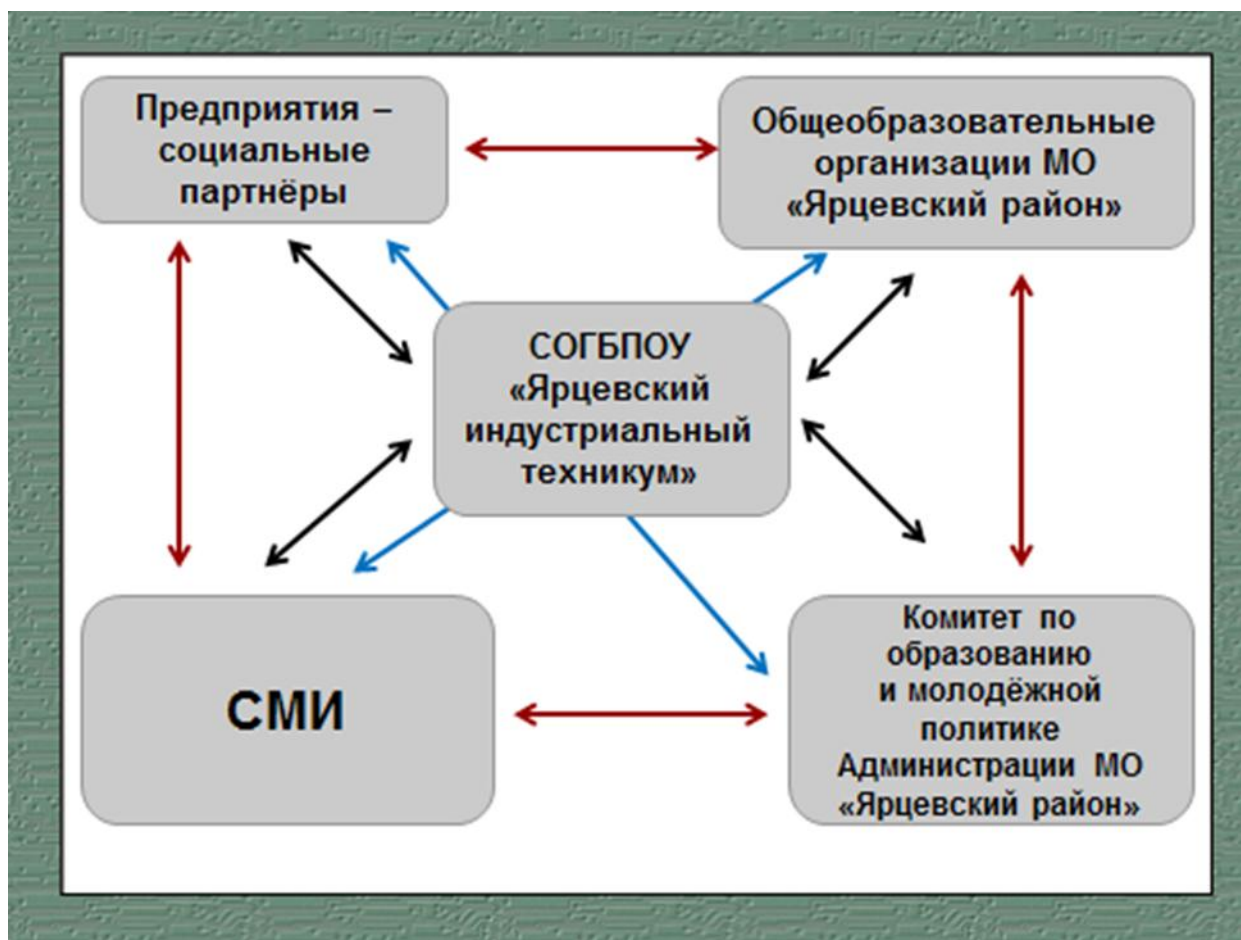 Предприятия –
социальные
партнёры
Общеобразовательные
организации МО
«Ярцевский район»
СОГБПОУ
«Ярцевский
индустриальный
техникум»
СМИ
Комитет по
образованию
и молодёжной
политике
Администрации МО
«Ярцевский район»